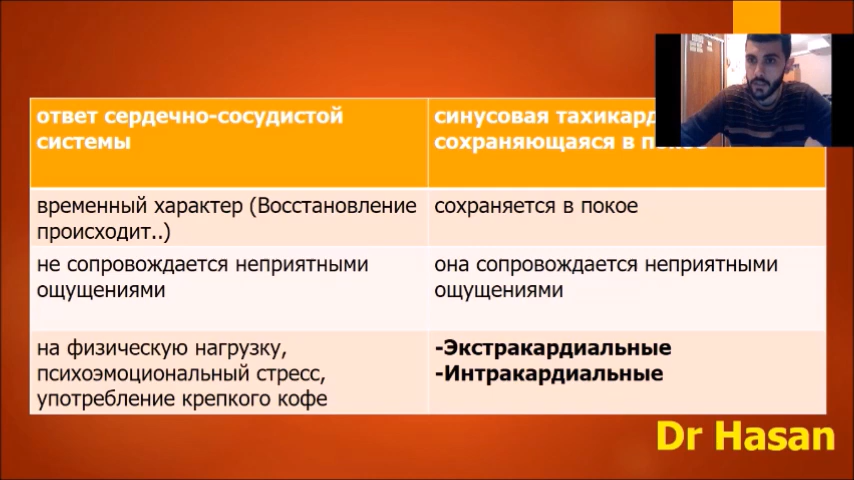 ответ сердечно-сосудистой
системы
синусовая
сохраняющаяся в
временный характер (Восстановление
происходит..)
сохраняется в покое
не сопровождается неприятными
ощущениями
она сопровождается неприятными
ощущениями
на физическую нагрузку,
психоэмоциональный стресс,
употребление крепкого кофе
-Экстракардиальные
-Интракардиальные
Dr Hasan